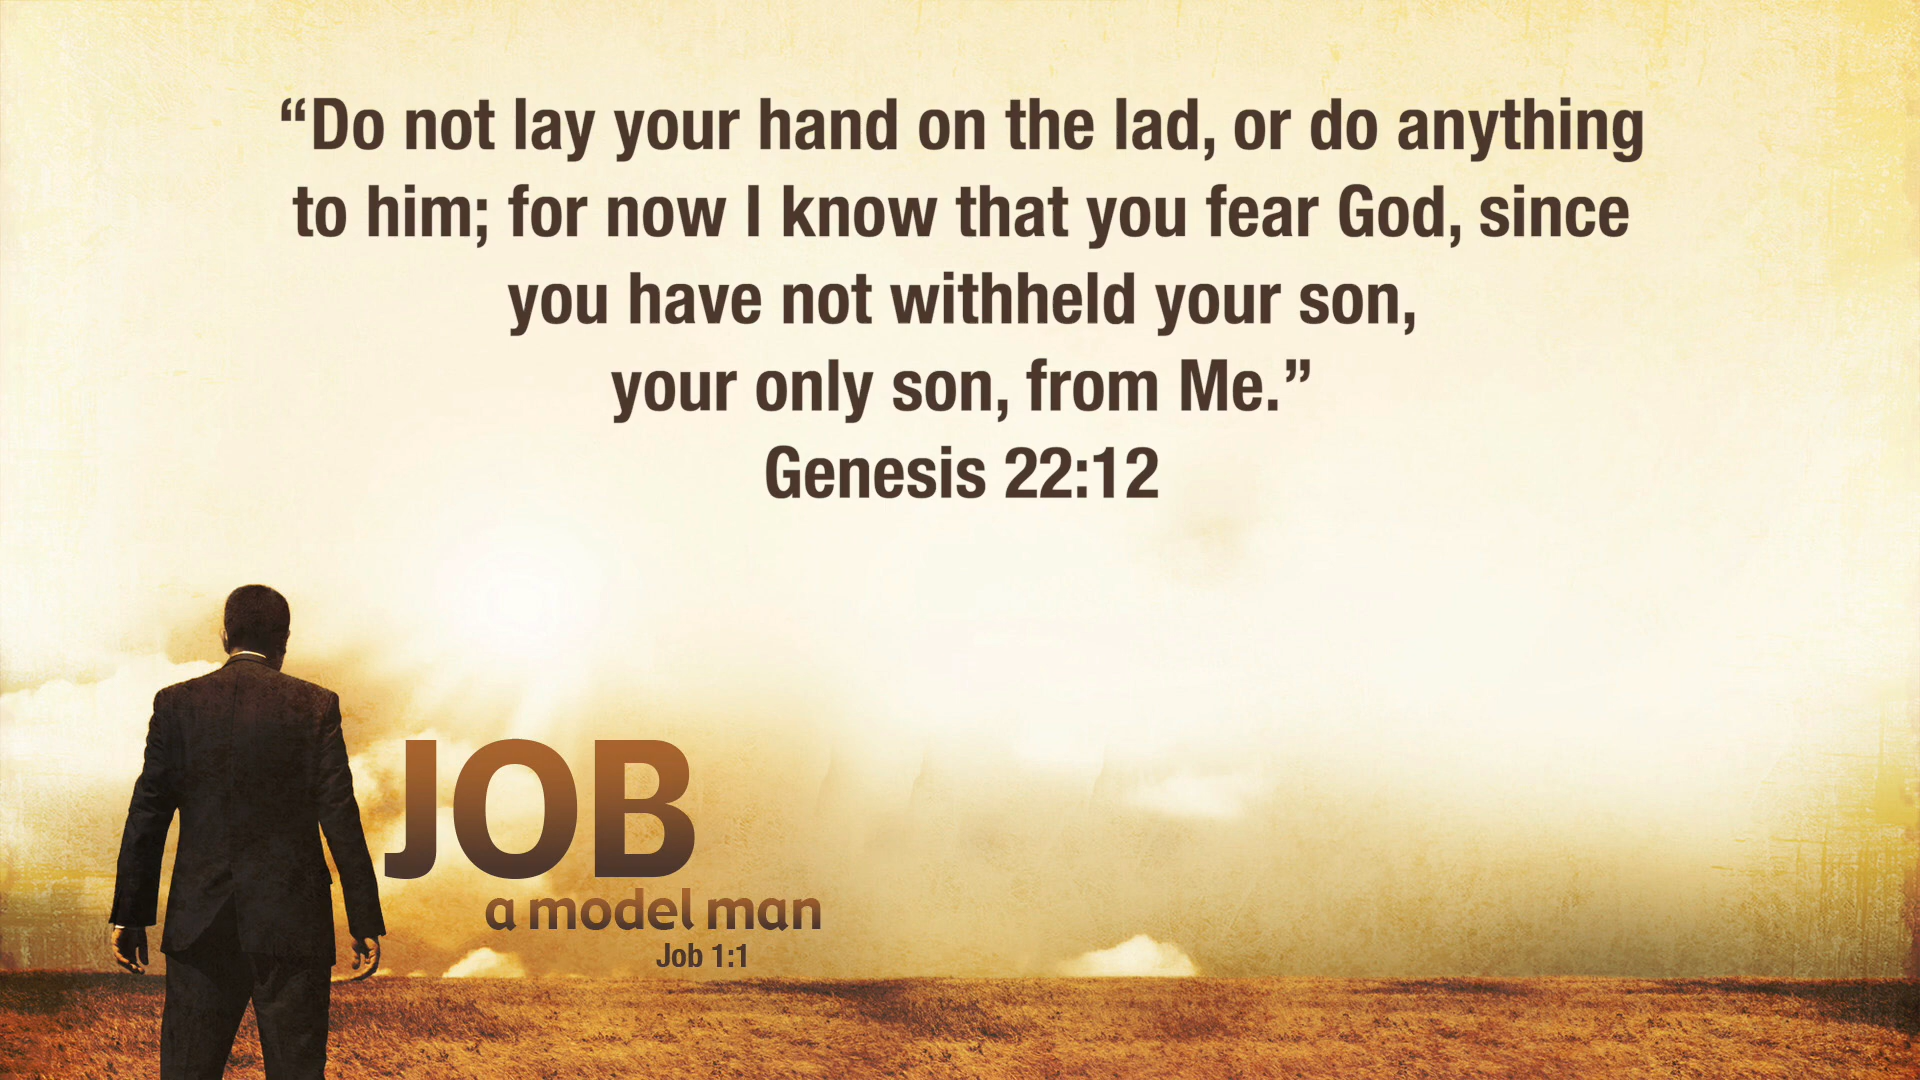 “Do not lay your hand on the lad, or do anything
to him; for now I know that you fear God, since
you have not withheld your son,
your only son, from Me.”
Genesis 22:12
JOB
a model man
Job 1:1